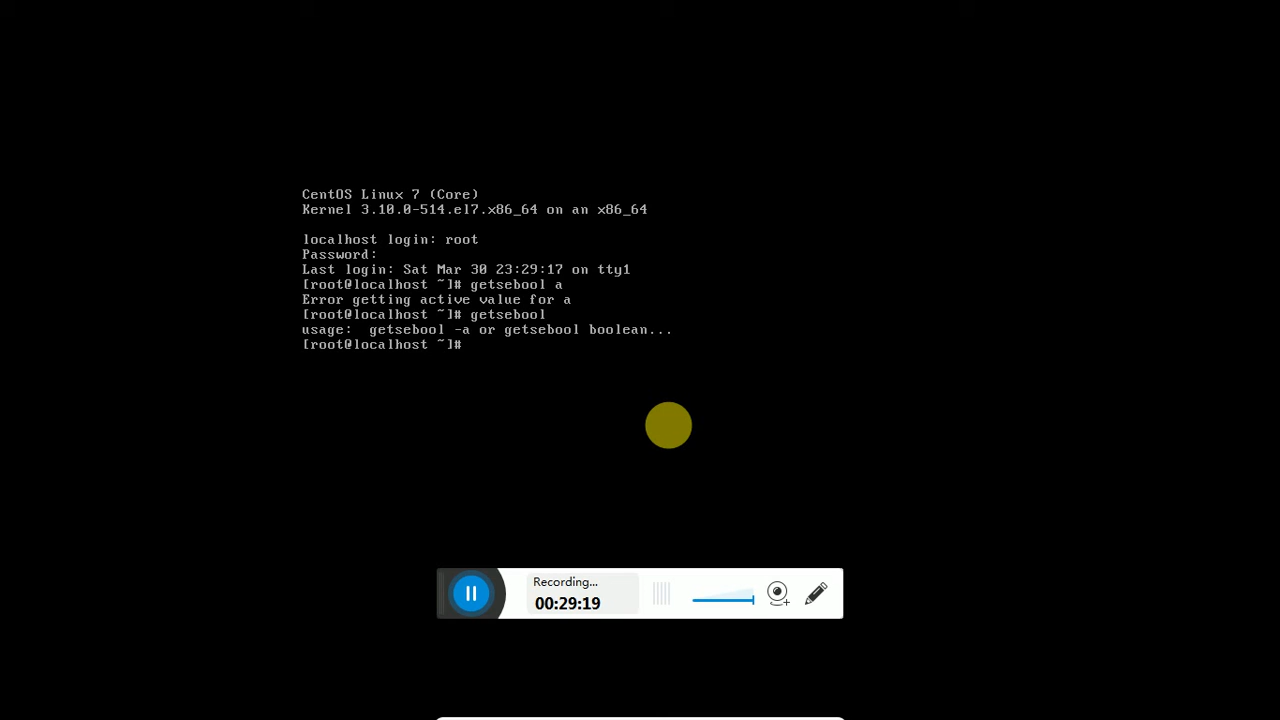 CentOS Linux 7 (Core)
Kernel 3.10.0-514.el7.x86_64 on an x86_64
localhost login: root
Password:
Last login: Sat Mar 30 23:29:17 on tty1
[root@localhost ~]# getsebool a
Error getting active value for a
[root@localhost ~]# getsebool
usage:  getsebool -a or getsebool boolean...
[root@localhost ~]#
Recording...
00:29:19